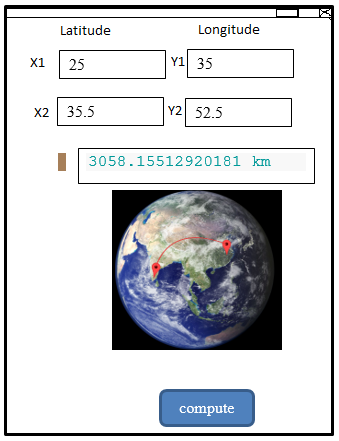 Latitude Longitude
X1 25 Y1 35
X2 35.5 Y2 52.5
3058.15512920181 km
compute